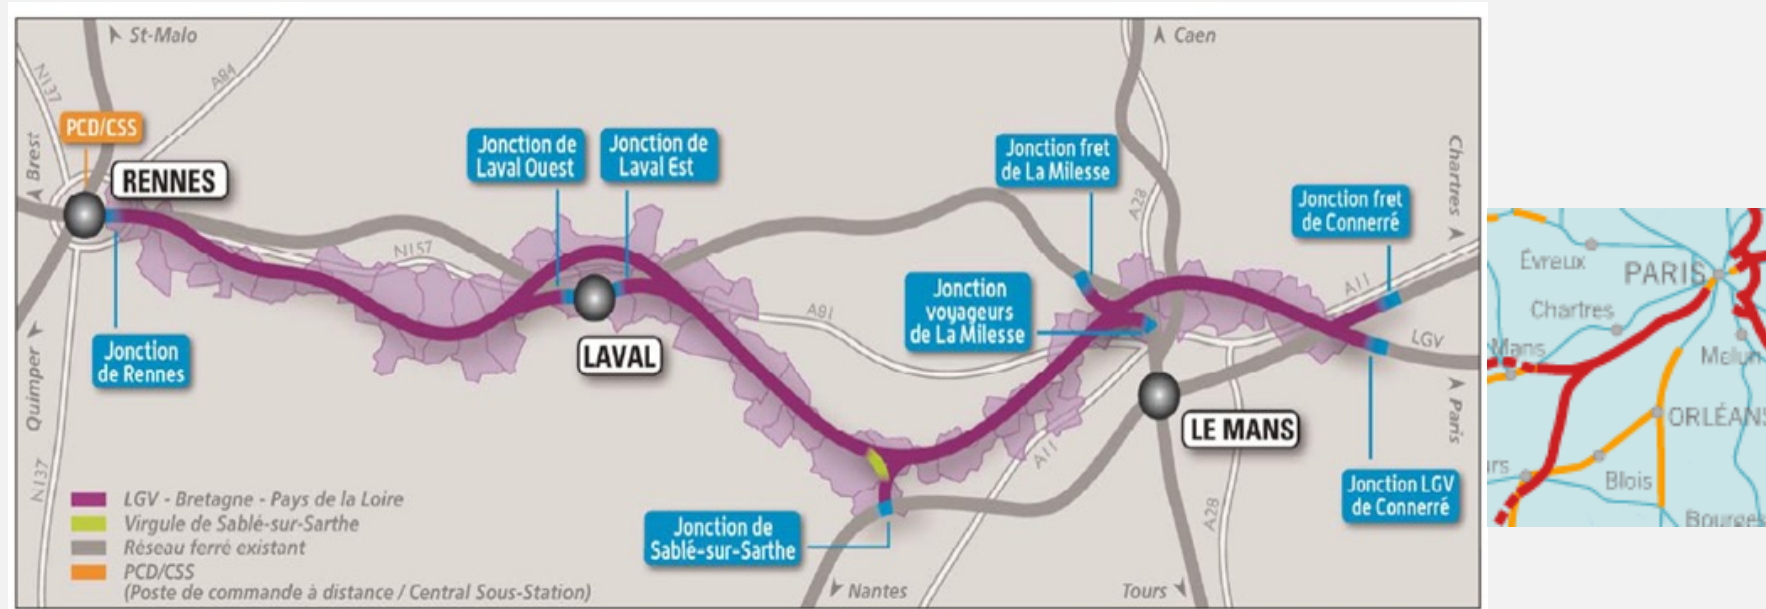 St-Malo
Caen
N137
A84
PCD/CSS
Brest
RENNES
Jonction de
Laval Ouest
Jonction de
Laval Est
Jonction fret
de La Milesse
A28
Chartres
Jonction fret
de Connerré
N157
A11
Jonction
voyageurs
de La Milesse
A81
LGV
Jonction
de Rennes
LAVAL
Quimper
Paris
LE MANS
A11
N137
LGV - Bretagne - Pays de la Loire
Virgule de Sablé-sur-Sarthe
Réseau ferré existant
PCD/CSS
(Poste de commande à distance / Central Sous-Station)
Jonction de
Sablé-sur-Sarthe
Jonction LGV
de Connerré
A28
Nantes
Tours
Évreux
PARIS
Chartres
Mans
Melun
ORLÉANS
urs
Blois
Bourges